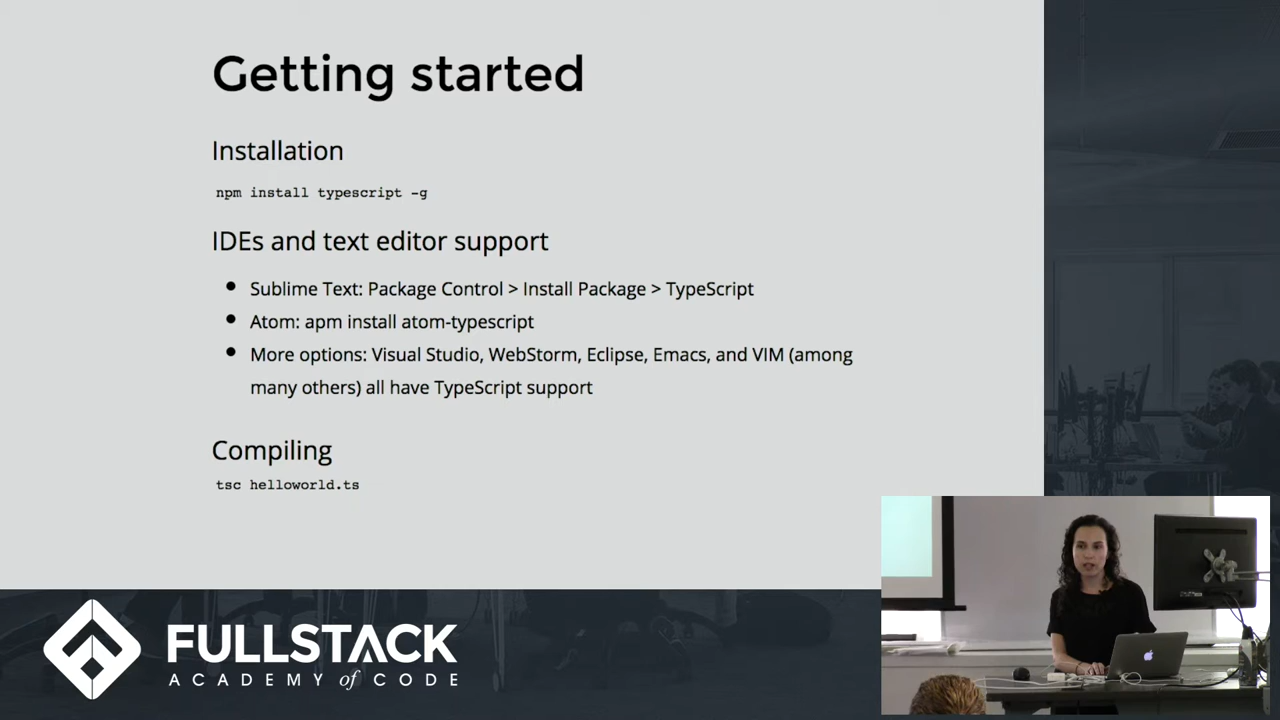 Getting started
Installation
npm install typescript -g
IDEs and text editor support
• Sublime Text: Package Control > Install Package > TypeScript
• Atom: apm install atom-typescript
• More options: Visual Studio, WebStorm, Eclipse, Emacs, and VIM (among
many others) all have TypeScript support
Compiling
tsc helloworld.ts
FULLSTACK
ACADEMY of CODE